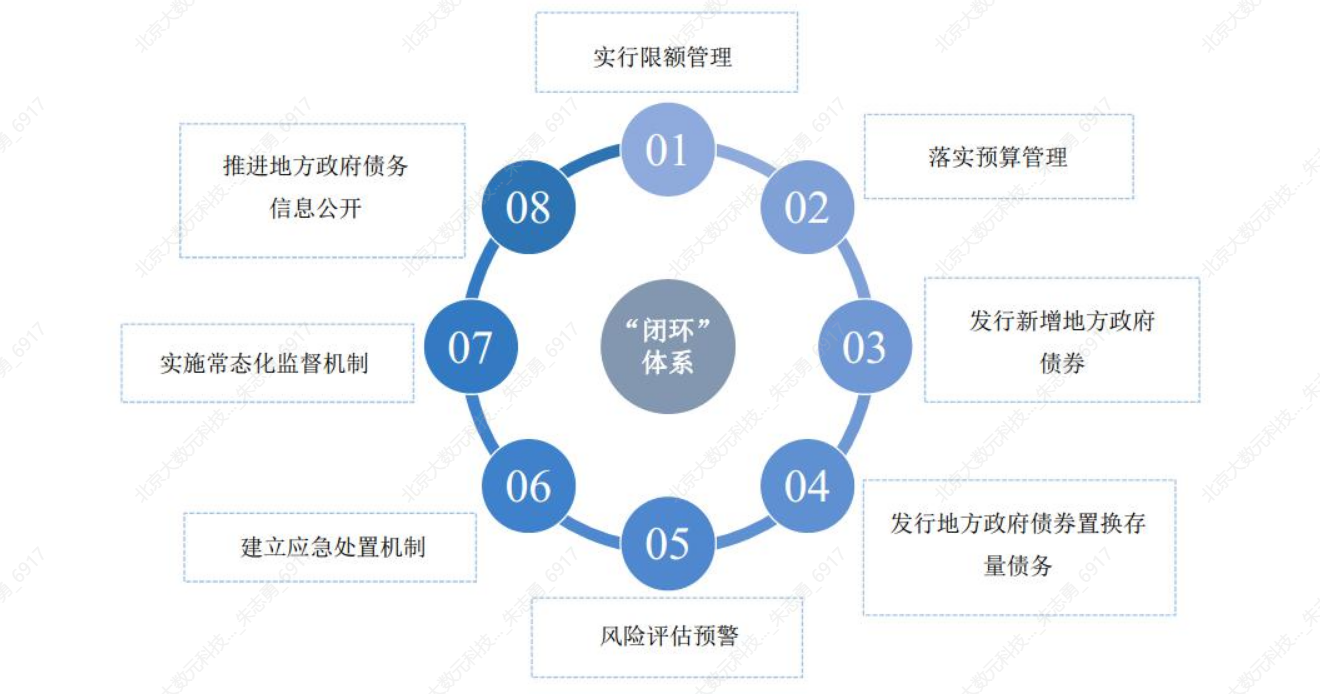 实行限额管理
01
落实预算管理
02
发行新增地方政府
债券
03
发行地方政府债券置换存
量债务
04
风险评估预警
05
建立应急处置机制
06
实施常态化监督机制
07
推进地方政府债务
信息公开
08
“闭环”
体系
北京大数元科技..._朱志勇_6917